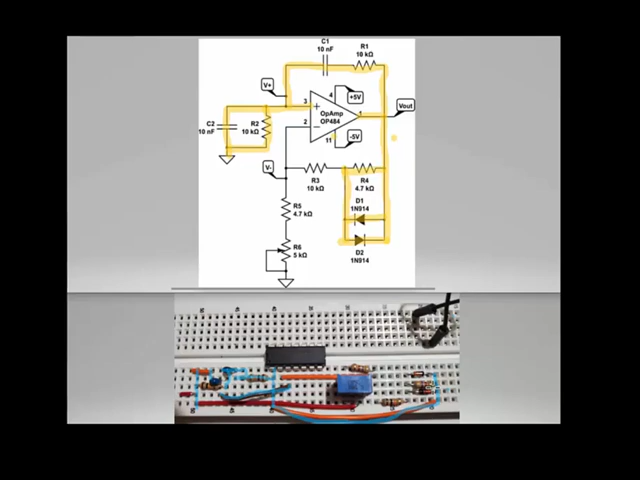 C1
10 nF
R1
10 kΩ
V+
3
4
+5V
+
OpAmp
OP484
1
Vout
C2
10 nF
R2
10 kΩ
2
−
11
-5V
V-
R3
10 kΩ
R4
4.7 kΩ
D1
1N914
R5
4.7 kΩ
R6
5 kΩ
D2
1N914